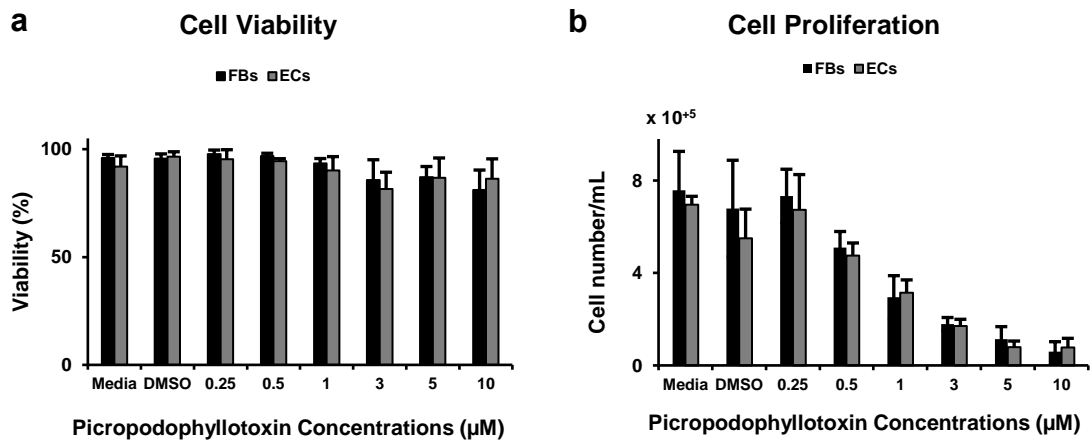 a
Cell Viability
FBs ECs
Viability (%)
100
50
0
Media DMSO 0.25 0.5 1 3 5 10
Picropodophyllotoxin Concentrations (µM)
b
Cell Proliferation
FBs ECs
x 10+5
Cell number/mL
8
4
0
Media DMSO 0.25 0.5 1 3 5 10
Picropodophyllotoxin Concentrations (µM)